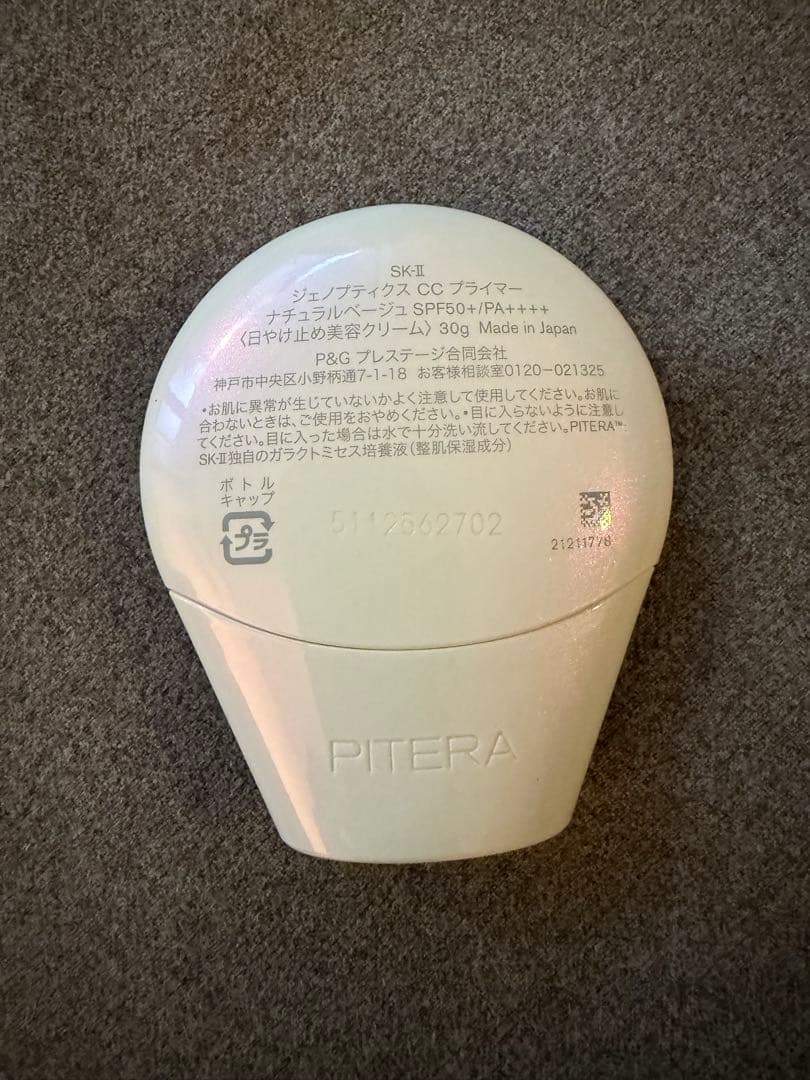 SK-II
ジェノプティクス CC プライマー
ナチュラルベージュ SPF50+/PA++++
〈日やけ止め美容クリーム〉30g Made in Japan
P&G プレステージ合同会社
神戸市中央区小野柄通7-1-18 お客様相談室0120-021325
•お肌に異常が生じていないかよく注意して使用してください。お肌に
合わないときは、ご使用をおやめください。•目に入らないように注意し
てください。目に入った場合は水で十分洗い流してください。PITERA™:
SK-II独自のガラクトミセス培養液(整肌保湿成分)
ボトル
キャップ
プラ
5112662702
21211778
PITERA